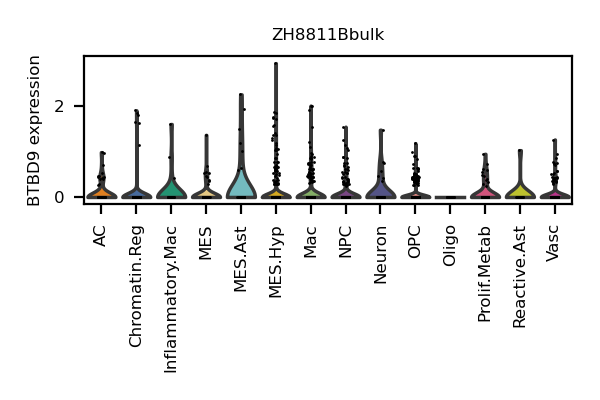 ZH8811Bbulk
BTBD9 expression
2
0
AC
Chromatin.Reg
Inflammatory.Mac
MES
MES.Ast
MES.Hyp
Mac
NPC
Neuron
OPC
Oligo
Prolif.Metab
Reactive.Ast
Vasc